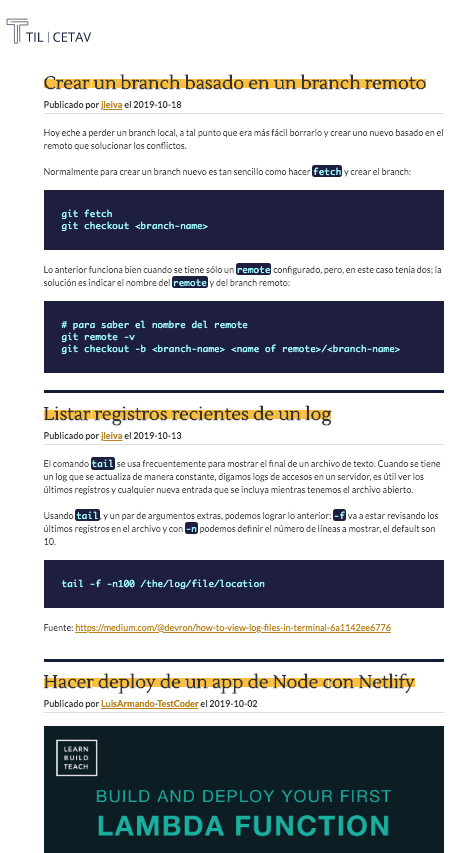 TIL | CETAV
Crear un branch basado en un branch remoto
Publicado por jleiva el 2019-10-18
Hoy eche a perder un branch local, a tal punto que era más fácil borrarlo y crear uno nuevo basado en el
remoto que solucionar los conflictos.
Normalmente para crear un branch nuevo es tan sencillo como hacer fetch y crear el branch:
git fetch
git checkout <branch-name>
Lo anterior funciona bien cuando se tiene sólo un remote configurado, pero, en este caso tenía dos; la
solución es indicar el nombre del remote y del branch remoto:
# para saber el nombre del remote
git remote -v
git checkout -b <branch-name> <name of remote>/<branch-name>
Listar registros recientes de un log
Publicado por jleiva el 2019-10-13
El comando tail se usa frecuentemente para mostrar el final de un archivo de texto. Cuando se tiene
un log que se actualiza de manera constante, digamos logs de accesos en un servidor, es útil ver los
últimos registros y cualquier nueva entrada que se incluya mientras tenemos el archivo abierto.
Usando tail, y un par de argumentos extras, podemos lograr lo anterior: -f va a estar revisando los
últimos registros en el archivo y con -n podemos definir el número de líneas a mostrar, el default son
10.
tail -f -n100 /the/log/file/location
Fuente: https://medium.com/@devron/how-to-view-log-files-in-terminal-6a1142ee6776
Hacer deploy de un app de Node con Netlify
Publicado por LuisArmando-TestCoder el 2019-10-02
LEARN
BUILD
TEACH
BUILD AND DEPLOY YOUR FIRST
LAMBDA FUNCTION